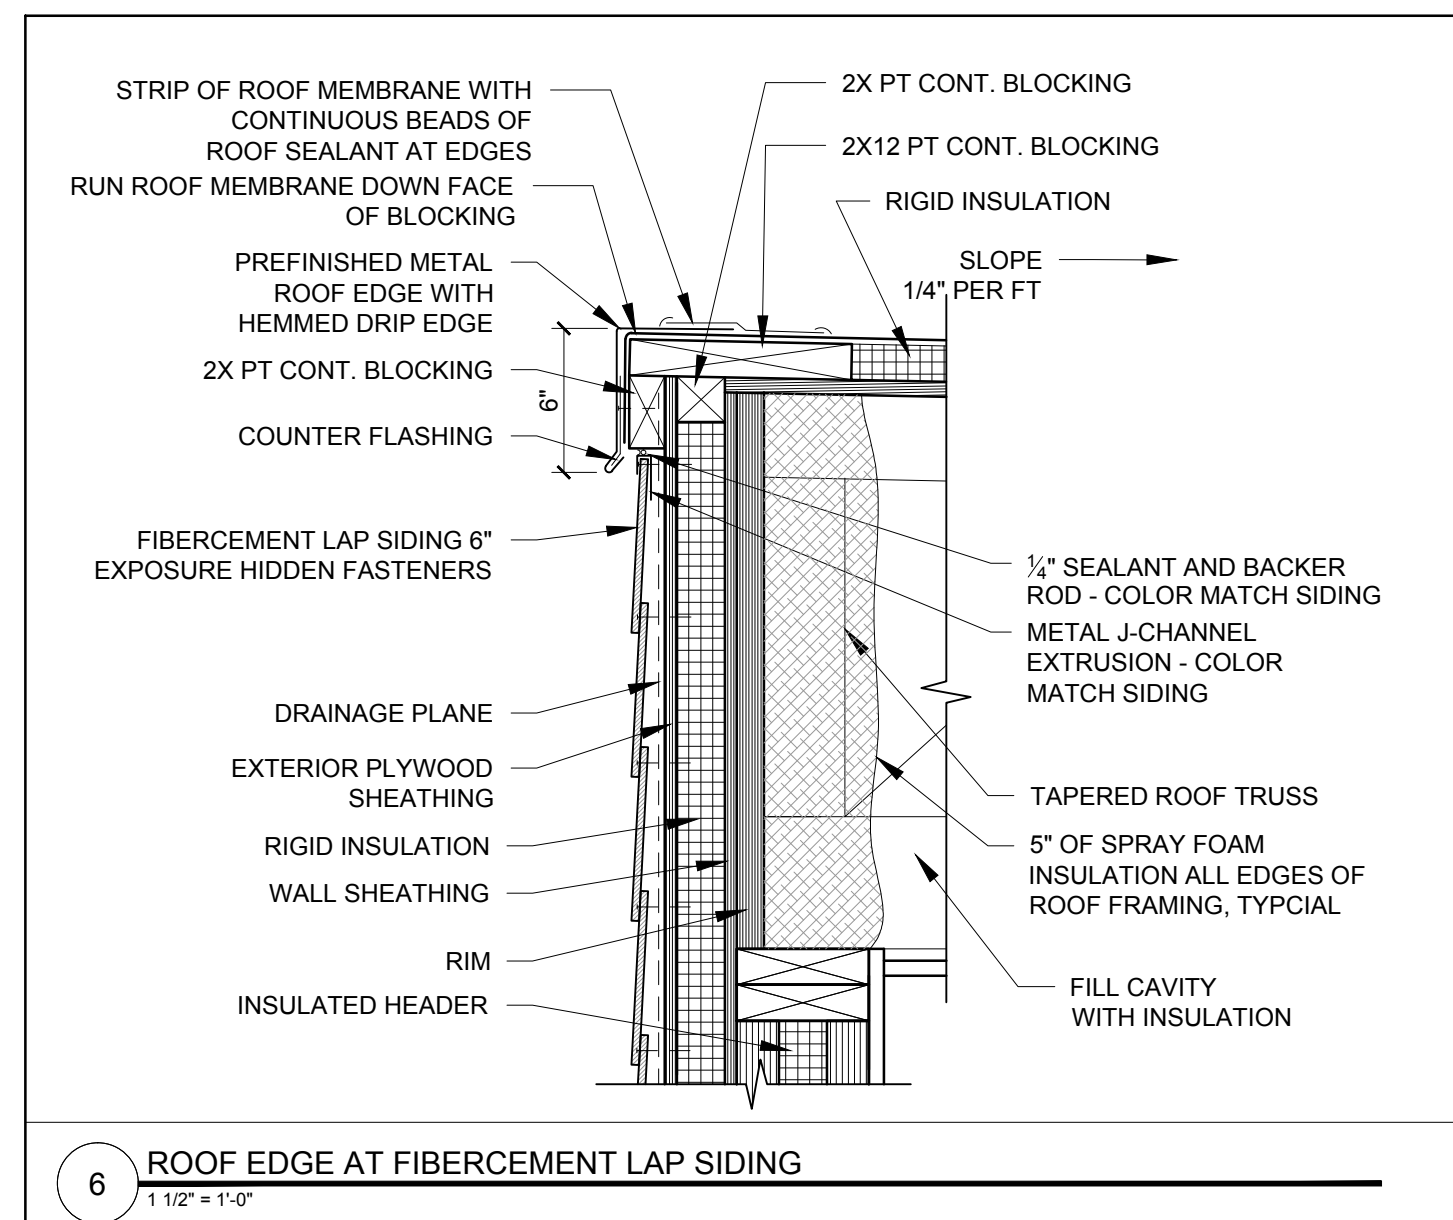 STRIP OF ROOF MEMBRANE WITH
CONTINUOUS BEADS OF
ROOF SEALANT AT EDGES
RUN ROOF MEMBRANE DOWN FACE
OF BLOCKING
PREFINISHED METAL
ROOF EDGE WITH
HEMMED DRIP EDGE
2X PT CONT. BLOCKING
6"
COUNTER FLASHING
FIBERCEMENT LAP SIDING 6"
EXPOSURE HIDDEN FASTENERS
DRAINAGE PLANE
EXTERIOR PLYWOOD
SHEATHING
RIGID INSULATION
WALL SHEATHING
RIM
INSULATED HEADER
2X PT CONT. BLOCKING
2X12 PT CONT. BLOCKING
RIGID INSULATION
SLOPE
1/4" PER FT
1/4" SEALANT AND BACKER
ROD - COLOR MATCH SIDING
METAL J-CHANNEL
EXTRUSION - COLOR
MATCH SIDING
TAPERED ROOF TRUSS
5" OF SPRAY FOAM
INSULATION ALL EDGES OF
ROOF FRAMING, TYPCIAL
FILL CAVITY
WITH INSULATION
6
ROOF EDGE AT FIBERCEMENT LAP SIDING
1 1/2" = 1'-0"